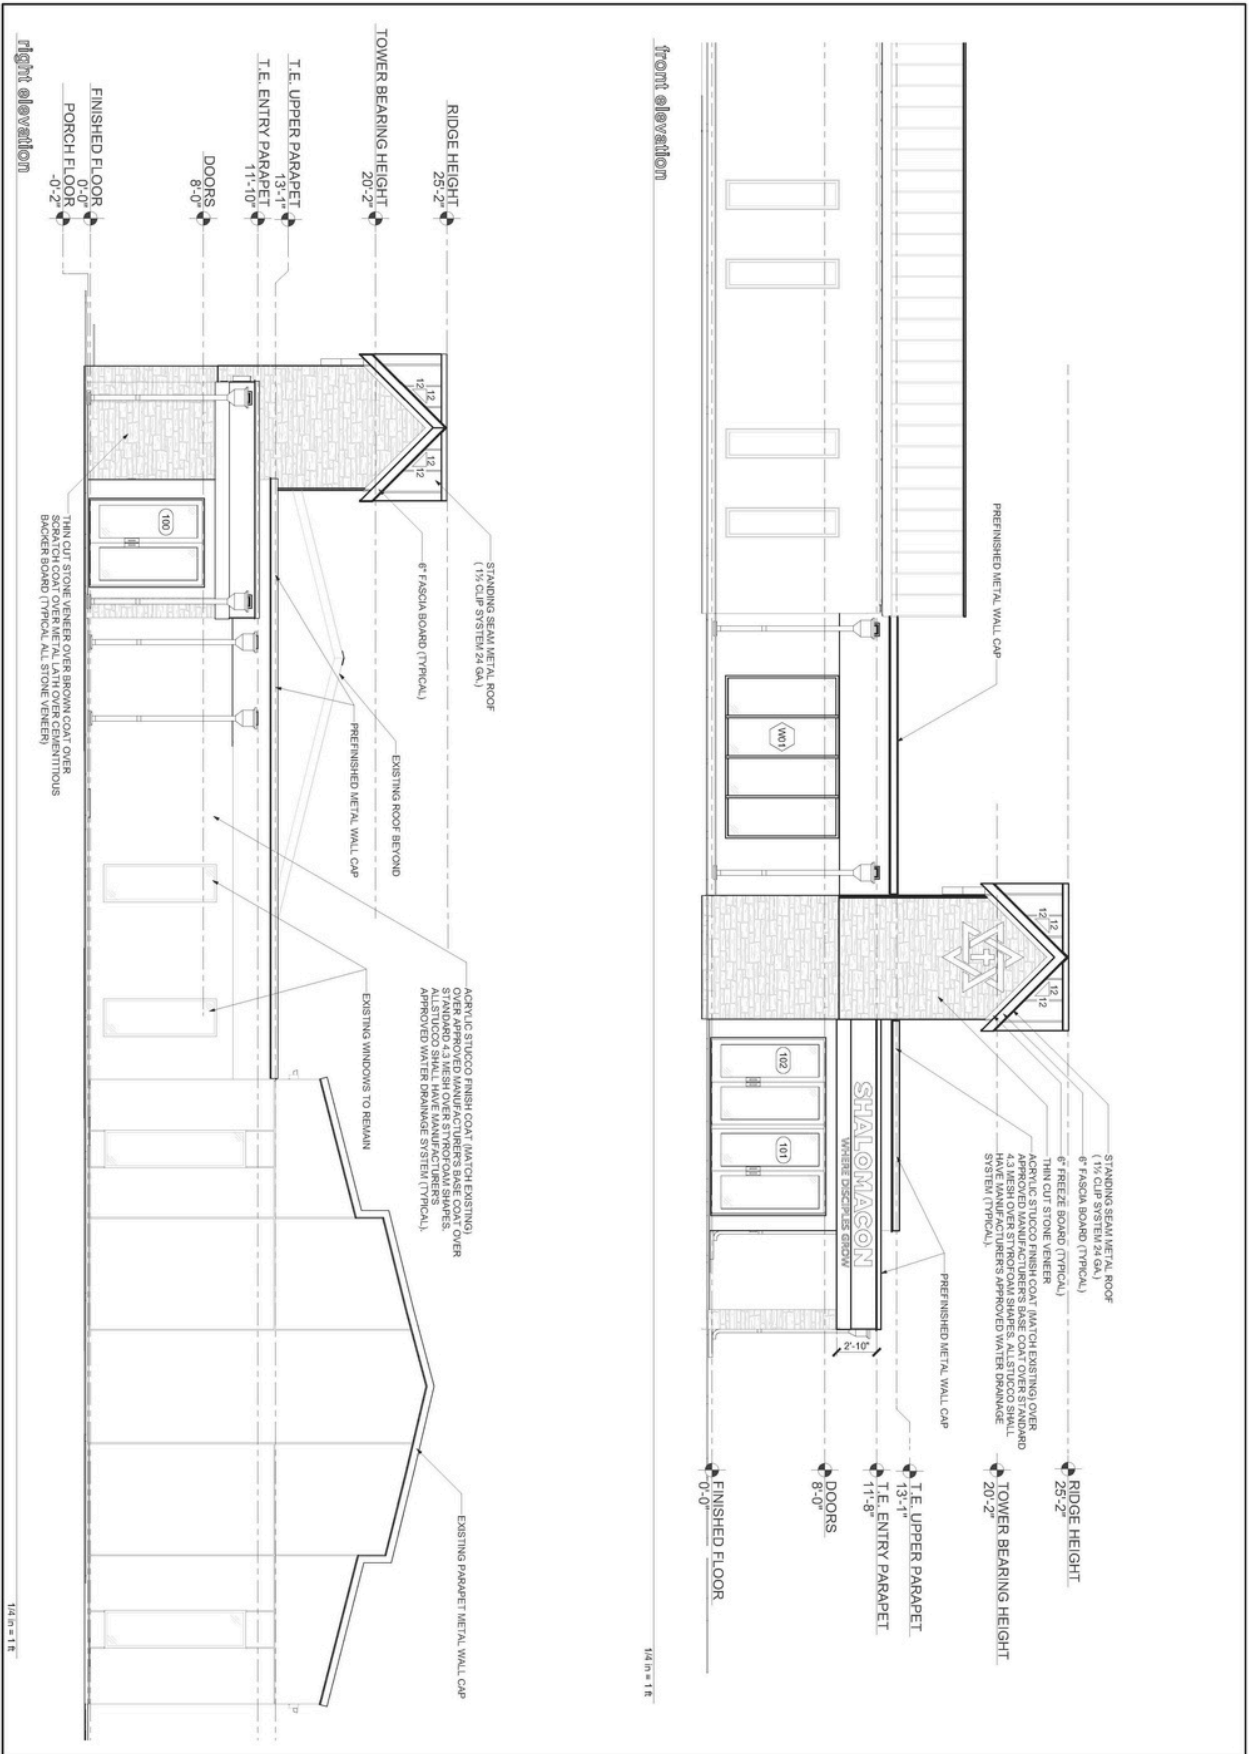 PREFINISHED METAL WALL CAP
W01
12
12
12
12
102
101
SHALOMACON
WHERE DISCIPLES GROW
2'-10"
STANDING SEAM METAL ROOF
( 1½ CLIP SYSTEM 24 GA.)
6" FASCIA BOARD (TYPICAL)
6" FREEZE BOARD (TYPICAL)
THIN CUT STONE VENEER
ACRYLIC STUCCO FINISH COAT (MATCH EXISTING) OVER
APPROVED MANUFACTURER'S BASE COAT OVER STANDARD
4.3 MESH OVER STYROFOAM SHAPES. ALL STUCCO SHALL
HAVE MANUFACTURER'S APPROVED WATER DRAINAGE
SYSTEM (TYPICAL).
PREFINISHED METAL WALL CAP
RIDGE HEIGHT
25'-2"
TOWER BEARING HEIGHT
20'-2"
T.E. UPPER PARAPET
13'-1"
T.E. ENTRY PARAPET
11'-8"
DOORS
8'-0"
FINISHED FLOOR
0'-0"
front elevation
1/4 in = 1 ft
RIDGE HEIGHT
25'-2"
TOWER BEARING HEIGHT
20'-2"
T.E. UPPER PARAPET
13'-1"
T.E. ENTRY PARAPET
11'-10"
DOORS
8'-0"
FINISHED FLOOR
0'-0"
PORCH FLOOR
-0'-2"
12
12
12
12
100
STANDING SEAM METAL ROOF
( 1½ CLIP SYSTEM 24 GA.)
6" FASCIA BOARD (TYPICAL)
EXISTING ROOF BEYOND
PREFINISHED METAL WALL CAP
THIN CUT STONE VENEER OVER BROWN COAT OVER
SCRATCH COAT OVER METAL LATH OVER CEMENTITIOUS
BACKER BOARD (TYPICAL ALL STONE VENEER)
ACRYLIC STUCCO FINISH COAT (MATCH EXISTING)
OVER APPROVED MANUFACTURER'S BASE COAT OVER
STANDARD 4.3 MESH OVER STYROFOAM SHAPES.
ALL STUCCO SHALL HAVE MANUFACTURER'S
APPROVED WATER DRAINAGE SYSTEM (TYPICAL).
EXISTING WINDOWS TO REMAIN
EXISTING PARAPET METAL WALL CAP
right elevation
1/4 in = 1 ft